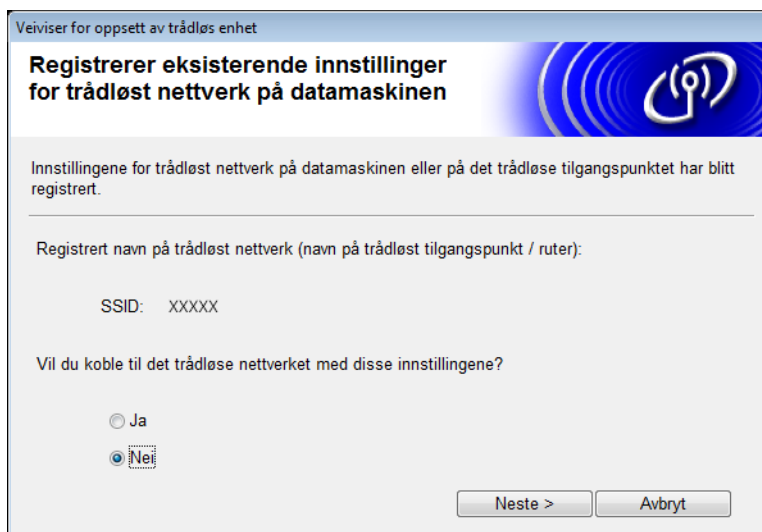 Veiviser for oppsett av trådløs enhet
Registrerer eksisterende innstillinger
for trådløst nettverk på datamaskinen
Innstillingene for trådløst nettverk på datamaskinen eller på det trådløse tilgangspunktet har blitt
registrert.
Registrert navn på trådløst nettverk (navn på trådløst tilgangspunkt / ruter):
SSID: XXXXX
Vil du koble til det trådløse nettverket med disse innstillingene?
Ja
Nei
Neste > Avbryt